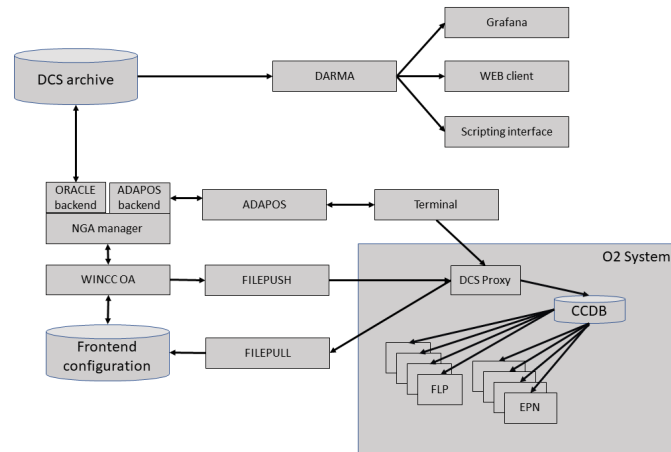 Grafana
DCS archive
DARMA
WEB client
Scripting interface
ORACLE
backend
ADAPOS
backend
NGA manager
ADAPOS
Terminal
O2 System
WINCC OA
FILEPUSH
DCS Proxy
CCDB
Frontend
configuration
FILEPULL
FLP
EPN